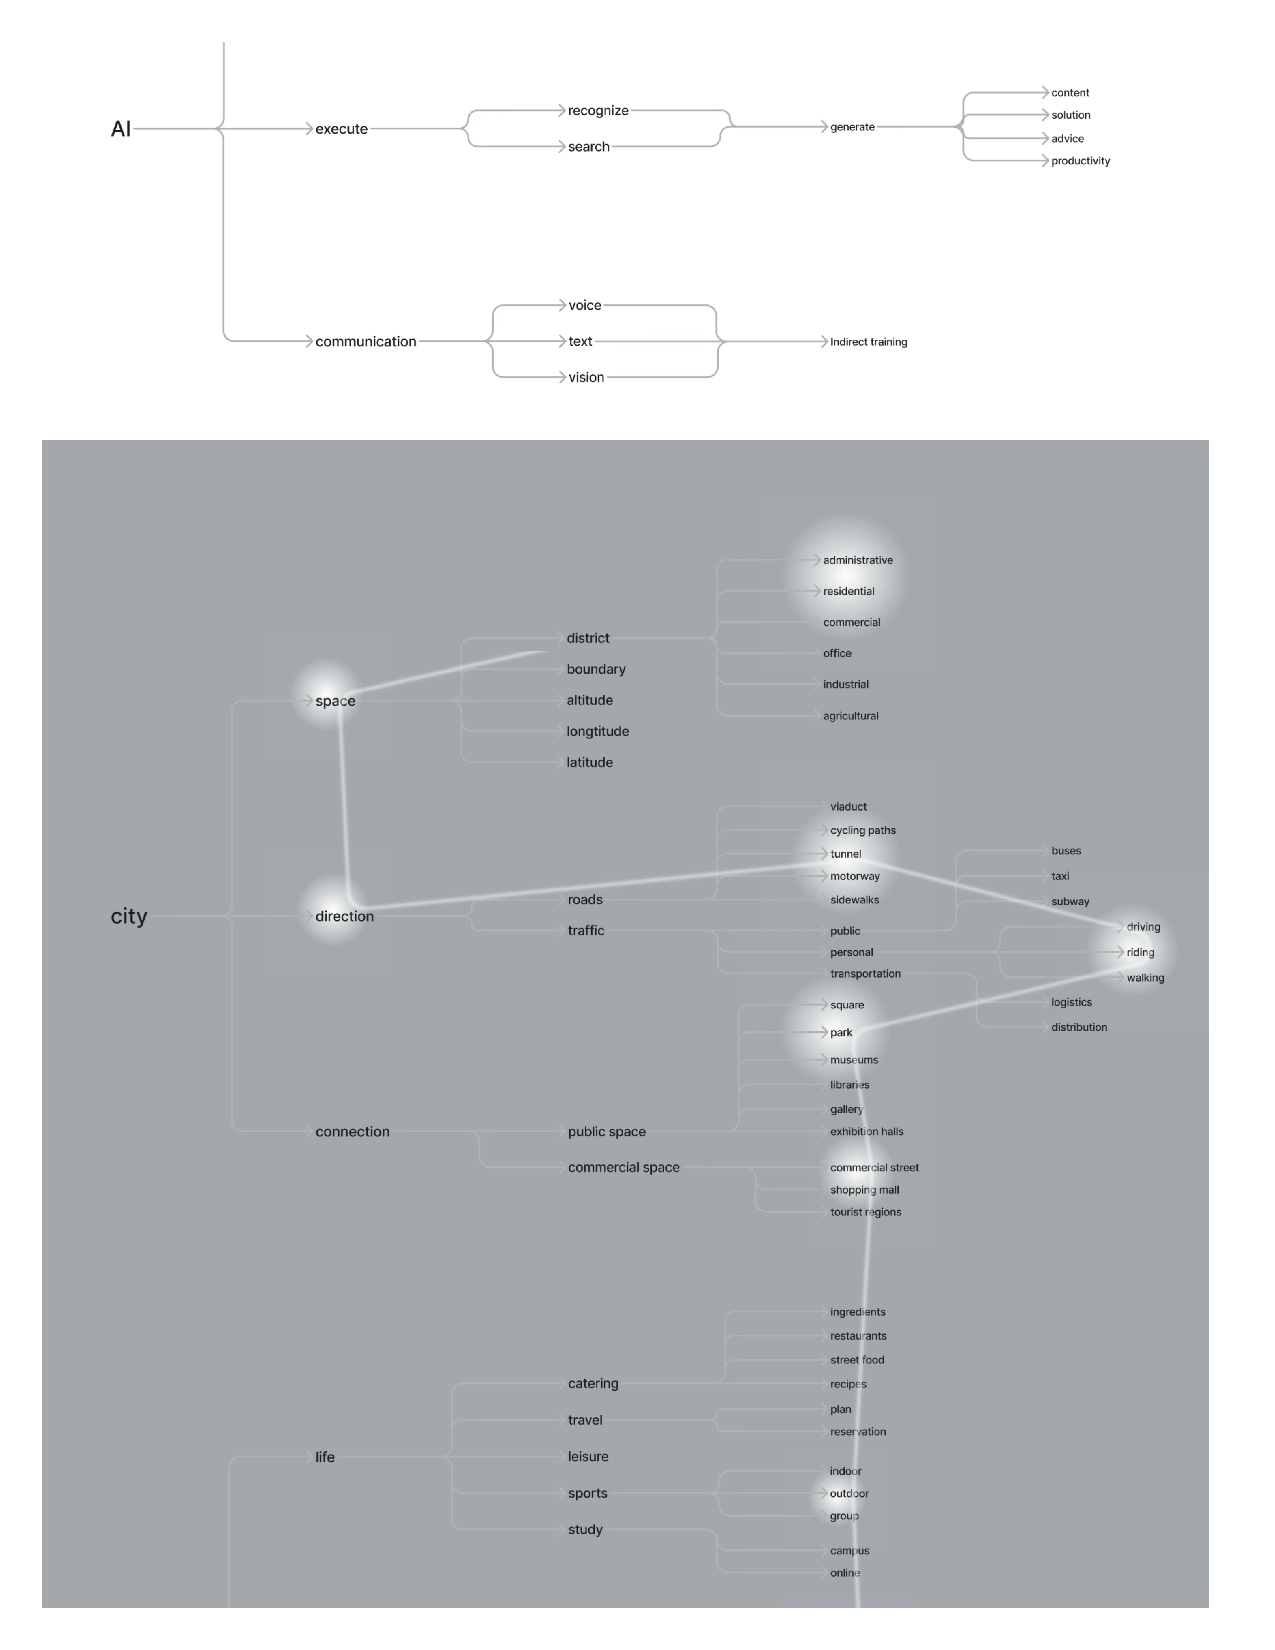 AI
execute
recognize
search
generate
content
solution
advice
productivity
communication
voice
text
vision
Indirect training
city
space
district
boundary
altitude
longtitude
latitude
administrative
residential
commercial
office
industrial
agricultural
direction
roads
traffic
viaduct
cycling paths
tunnel
motorway
sidewalks
public
personal
transportation
buses
taxi
subway
driving
riding
walking
logistics
distribution
connection
public space
commercial space
square
park
museums
libraries
gallery
exhibition halls
commercial street
shopping mall
tourist regions
life
catering
travel
leisure
sports
study
ingredients
restaurants
street food
recipes
plan
reservation
indoor
outdoor
group
campus
online